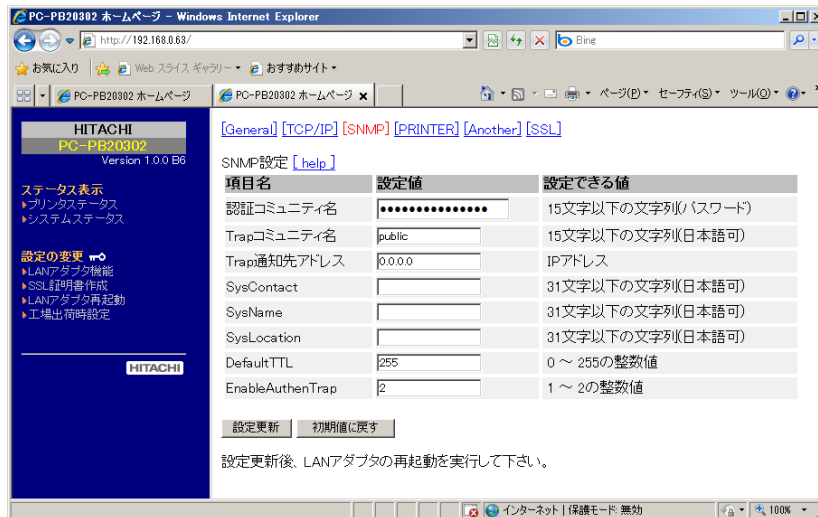 PC-PB20302 ホームページ - Windows Internet Explorer
http://192.168.0.63/
Bing
お気に入り Web スライス ギャラリー おすすめサイト
PC-PB20302 ホームページ PC-PB20302 ホームページ ページ(P) セーフティ(S) ツール(O)
HITACHI
PC-PB20302
Version 1.0.0 B6
ステータス表示
プリンタステータス
システムステータス
設定の変更
LANアダプタ機能
SSL証明書作成
LANアダプタ再起動
工場出荷時設定
HITACHI
[General] [TCP/IP] [SNMP] [PRINTER] [Another] [SSL]
SNMP設定 [ help ]
項目名 設定値 設定できる値
認証コミュニティ名 ●●●●●●●●●●●●●●● 15文字以下の文字列(パスワード)
Trapコミュニティ名 public 15文字以下の文字列(日本語可)
Trap通知先アドレス 0.0.0.0 IPアドレス
SysContact 31文字以下の文字列(日本語可)
SysName 31文字以下の文字列(日本語可)
SysLocation 31文字以下の文字列(日本語可)
DefaultTTL 255 0 ～ 255の整数値
EnableAuthenTrap 2 1 ～ 2の整数値
設定更新 初期値に戻す
設定更新後、LANアダプタの再起動を実行して下さい。
インターネット | 保護モード: 無効 100%